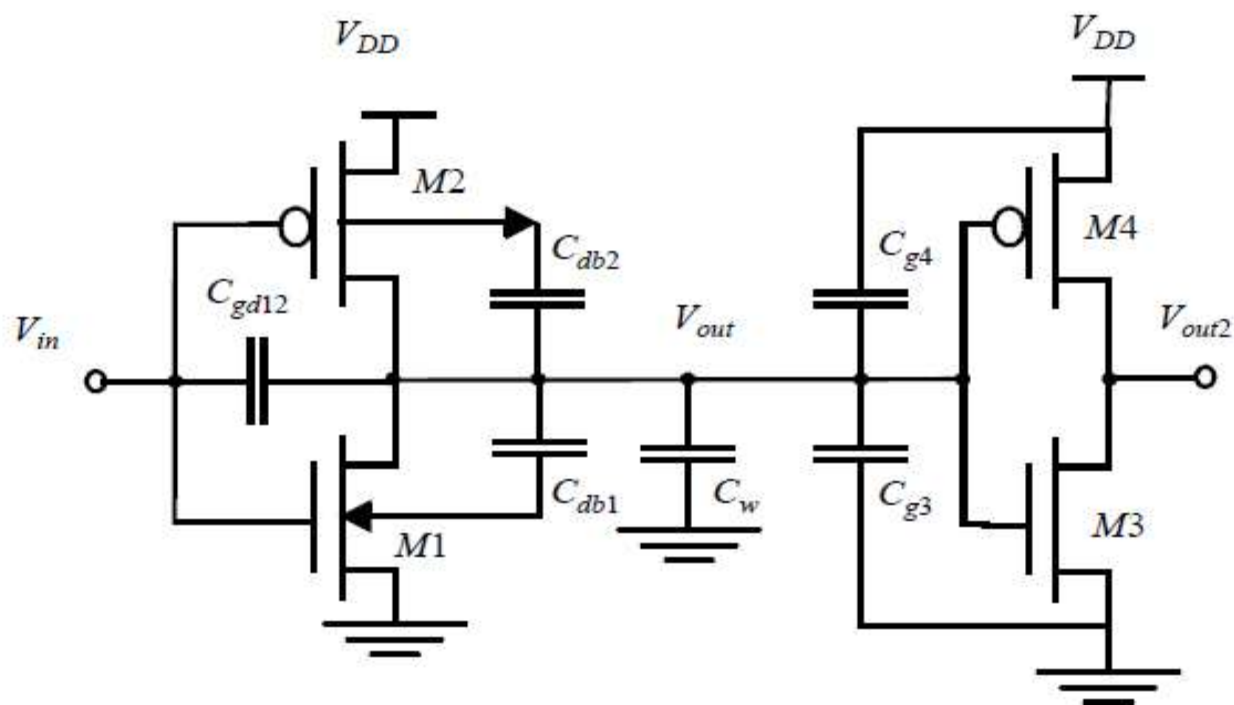 V_DD
V_DD
M2
M4
C_db2
C_g4
C_gd12
V_in
V_out
V_out2
C_db1
C_w
C_g3
M1
M3